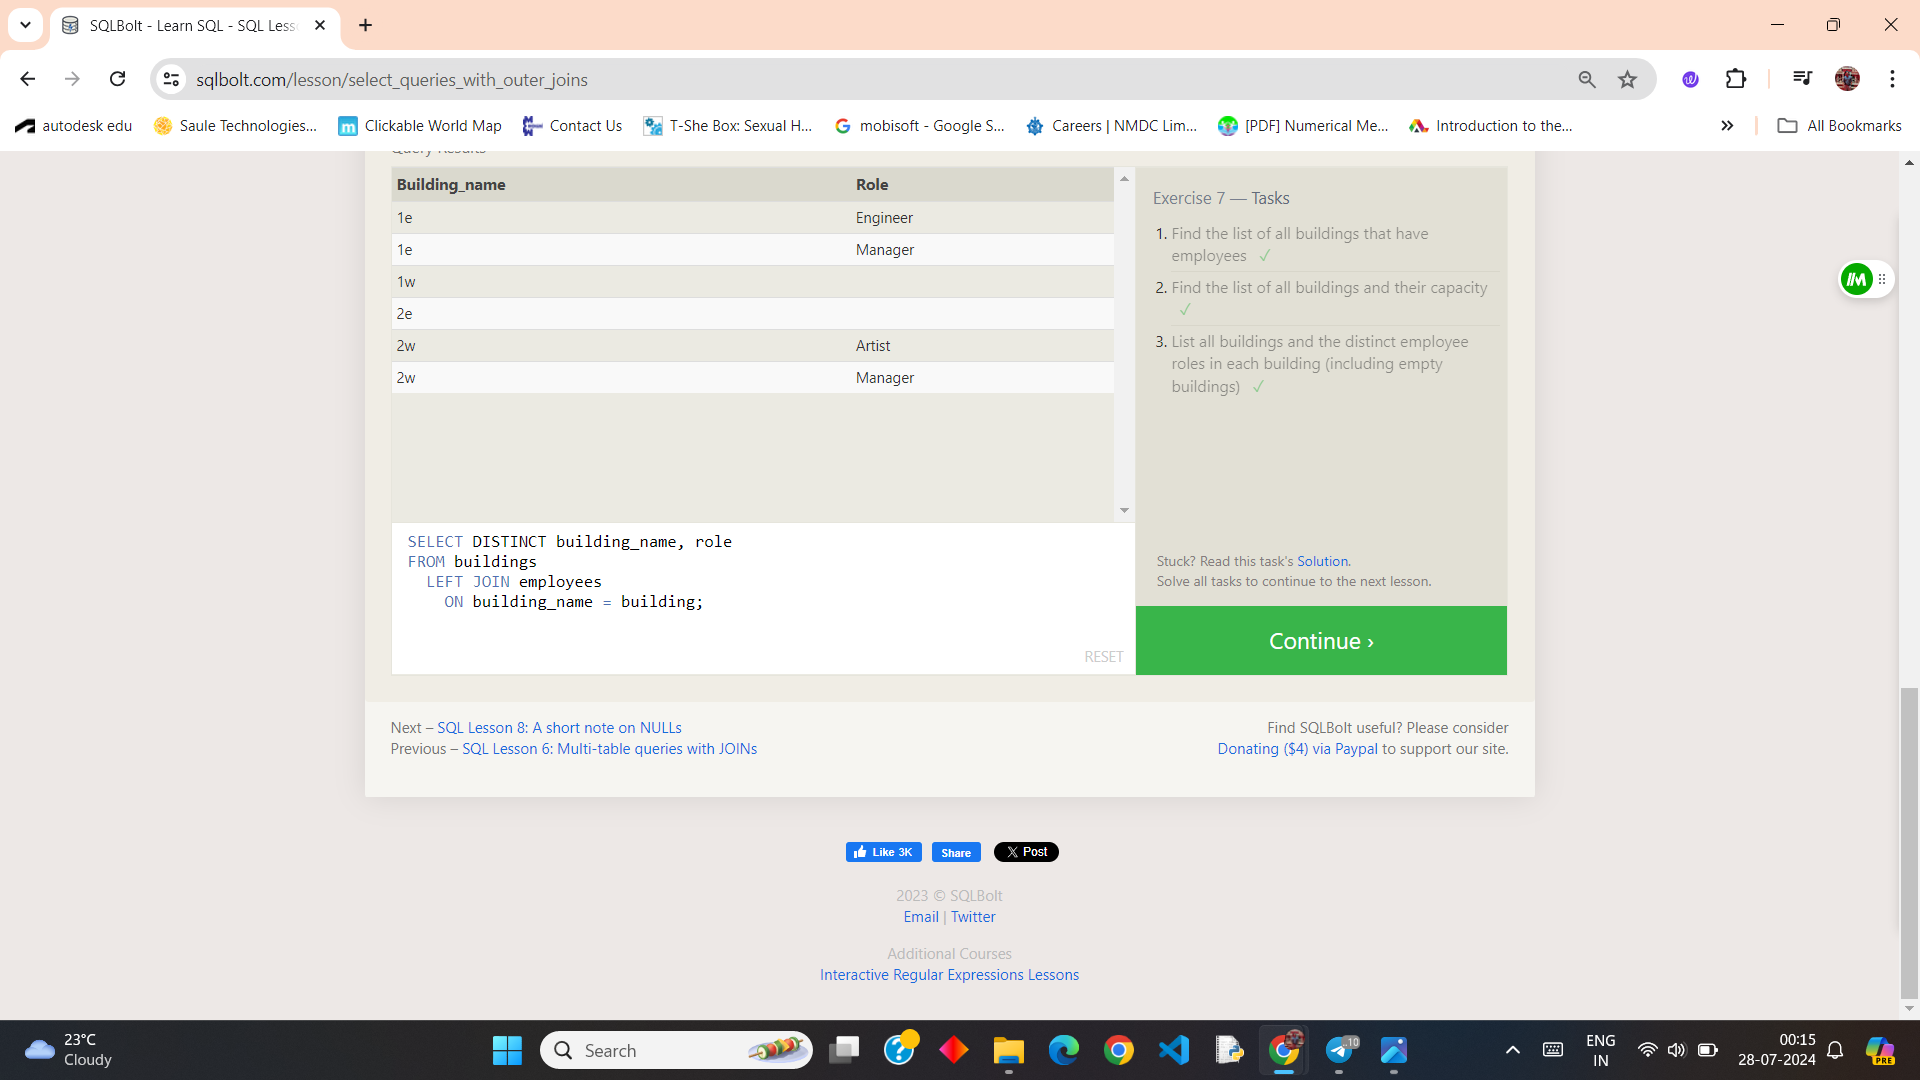 SQLBolt - Learn SQL - SQL Less
sqlbolt.com/lesson/select_queries_with_outer_joins
autodesk edu
Saule Technologies...
Clickable World Map
Contact Us
T-She Box: Sexual H...
mobisoft - Google S...
Careers | NMDC Lim...
[PDF] Numerical Me...
Introduction to the...
All Bookmarks
Query Results
Building_name Role
1e Engineer
1e Manager
1w
2e
2w Artist
2w Manager
Exercise 7 — Tasks
1. Find the list of all buildings that have
employees ✓
2. Find the list of all buildings and their capacity
✓
3. List all buildings and the distinct employee
roles in each building (including empty
buildings) ✓
SELECT DISTINCT building_name, role
FROM buildings
LEFT JOIN employees
ON building_name = building;
RESET
Stuck? Read this task's Solution.
Solve all tasks to continue to the next lesson.
Continue ›
Next – SQL Lesson 8: A short note on NULLs
Previous – SQL Lesson 6: Multi-table queries with JOINs
Find SQLBolt useful? Please consider
Donating ($4) via Paypal to support our site.
Like 3K
Share
X Post
2023 © SQLBolt
Email | Twitter
Additional Courses
Interactive Regular Expressions Lessons
23°C
Cloudy
Search
10
ENG
IN
00:15
28-07-2024
PRE